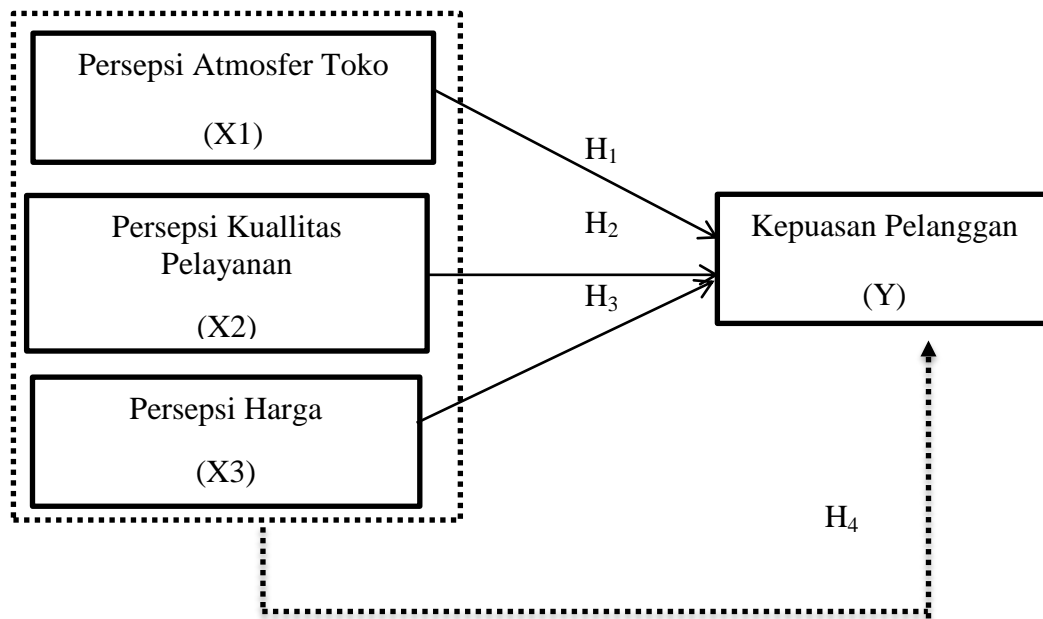 Persepsi Atmosfer Toko
(X1)
H₁
Persepsi Kuallitas
Pelayanan
(X2)
H₂
Kepuasan Pelanggan
(Y)
H₃
Persepsi Harga
(X3)
H₄